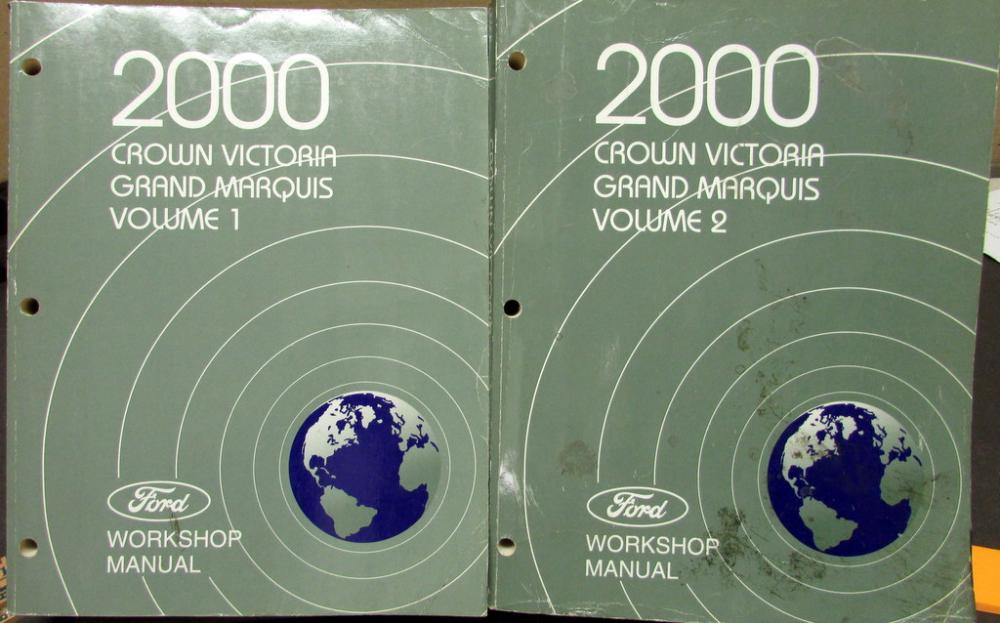 2000
CROWN VICTORIA
GRAND MARQUIS
VOLUME 1
Ford
WORKSHOP
MANUAL
2000
CROWN VICTORIA
GRAND MARQUIS
VOLUME 2
Ford
WORKSHOP
MANUAL